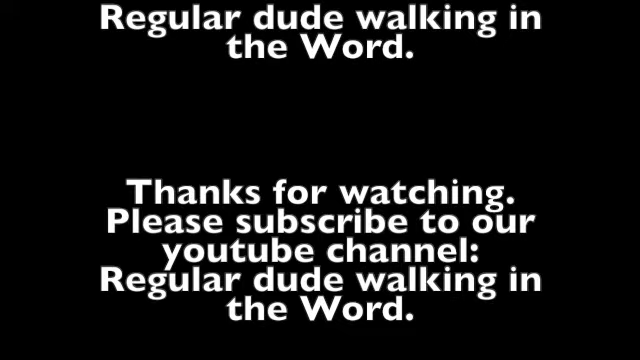 Regular dude walking in
the Word.
Thanks for watching.
Please subscribe to our
youtube channel:
Regular dude walking in
the Word.